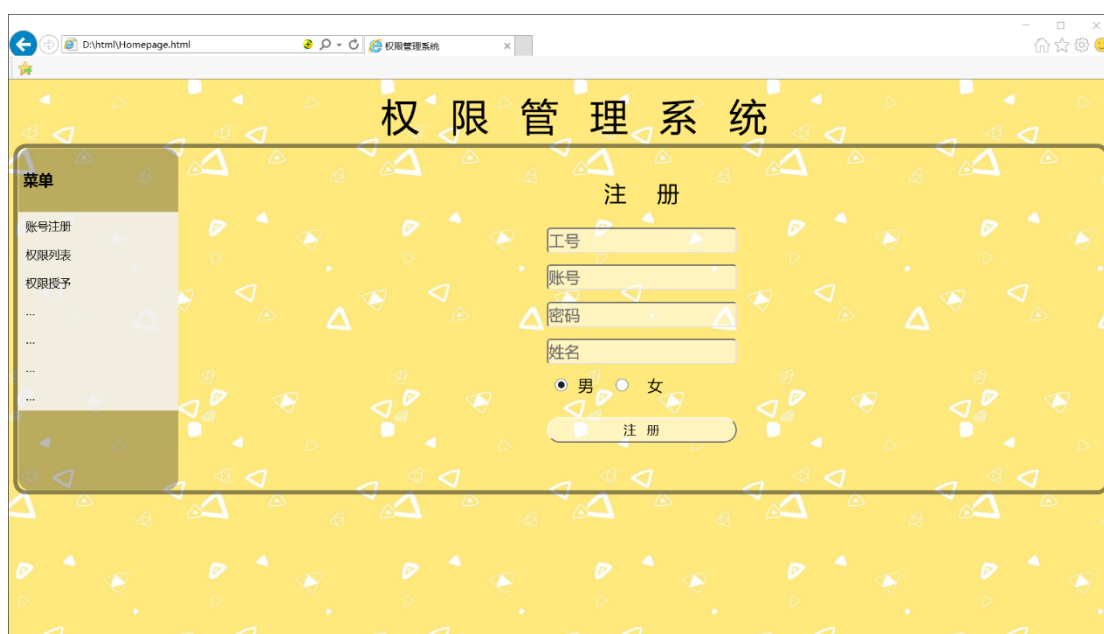 D:\html\Homepage.html
权限管理系统
权限管理系统
菜单
账号注册
权限列表
权限授予
...
...
...
...
注册
工号
账号
密码
姓名
男 女
注册